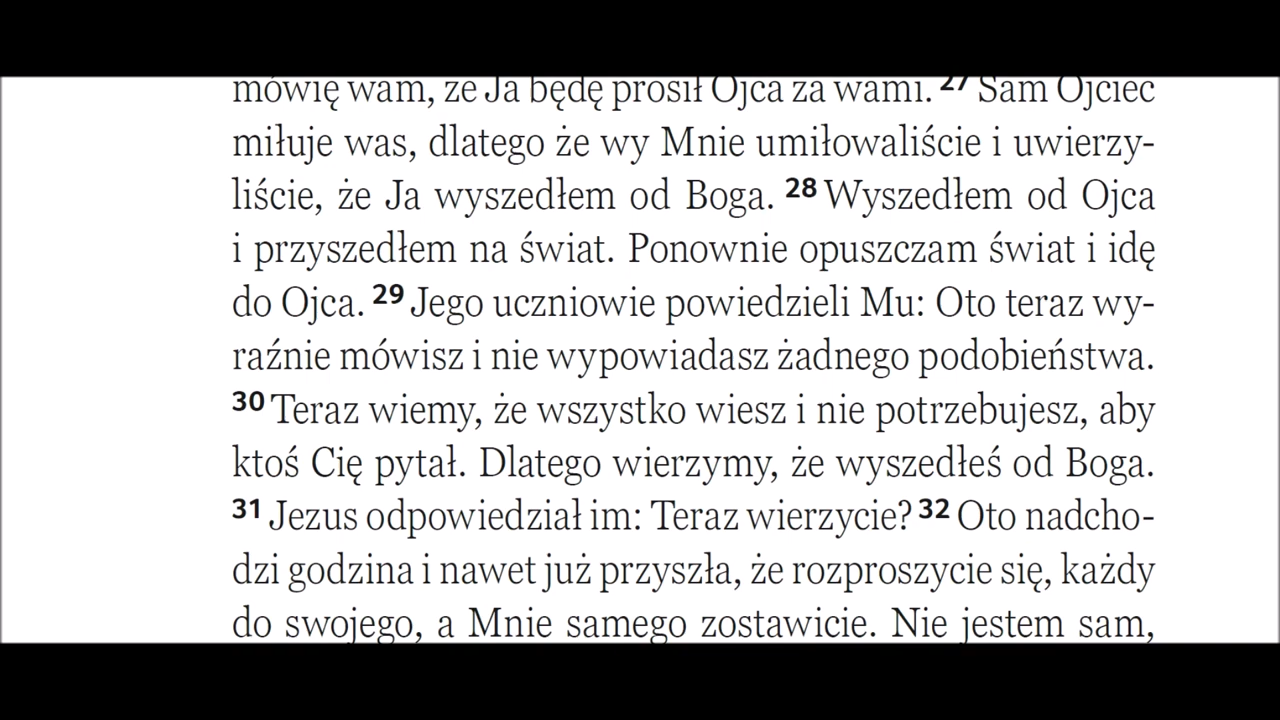 mówię wam, że Ja będę prosił Ojca za wami. 27 Sam Ojciec
miłuje was, dlatego że wy Mnie umiłowaliście i uwierzy-
liście, że Ja wyszedłem od Boga. 28 Wyszedłem od Ojca
i przyszedłem na świat. Ponownie opuszczam świat i idę
do Ojca. 29 Jego uczniowie powiedzieli Mu: Oto teraz wy-
raźnie mówisz i nie wypowiadasz żadnego podobieństwa.
30 Teraz wiemy, że wszystko wiesz i nie potrzebujesz, aby
ktoś Cię pytał. Dlatego wierzymy, że wyszedłeś od Boga.
31 Jezus odpowiedział im: Teraz wierzycie? 32 Oto nadcho-
dzi godzina i nawet już przyszła, że rozproszycie się, każdy
do swojego, a Mnie samego zostawicie. Nie jestem sam,